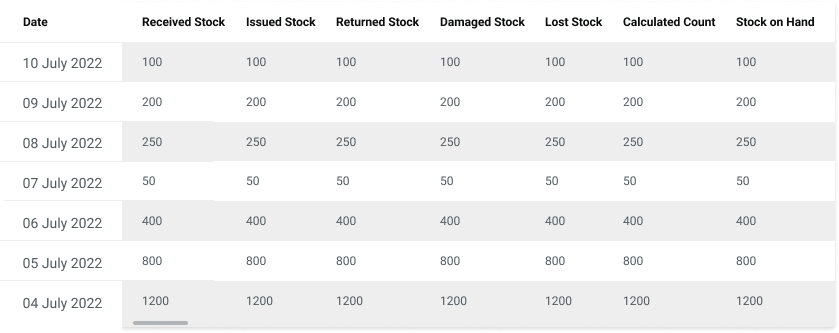 Date Received Stock Issued Stock Returned Stock Damaged Stock Lost Stock Calculated Count Stock on Hand
10 July 2022 100 100 100 100 100 100 100
09 July 2022 200 200 200 200 200 200 200
08 July 2022 250 250 250 250 250 250 250
07 July 2022 50 50 50 50 50 50 50
06 July 2022 400 400 400 400 400 400 400
05 July 2022 800 800 800 800 800 800 800
04 July 2022 1200 1200 1200 1200 1200 1200 1200